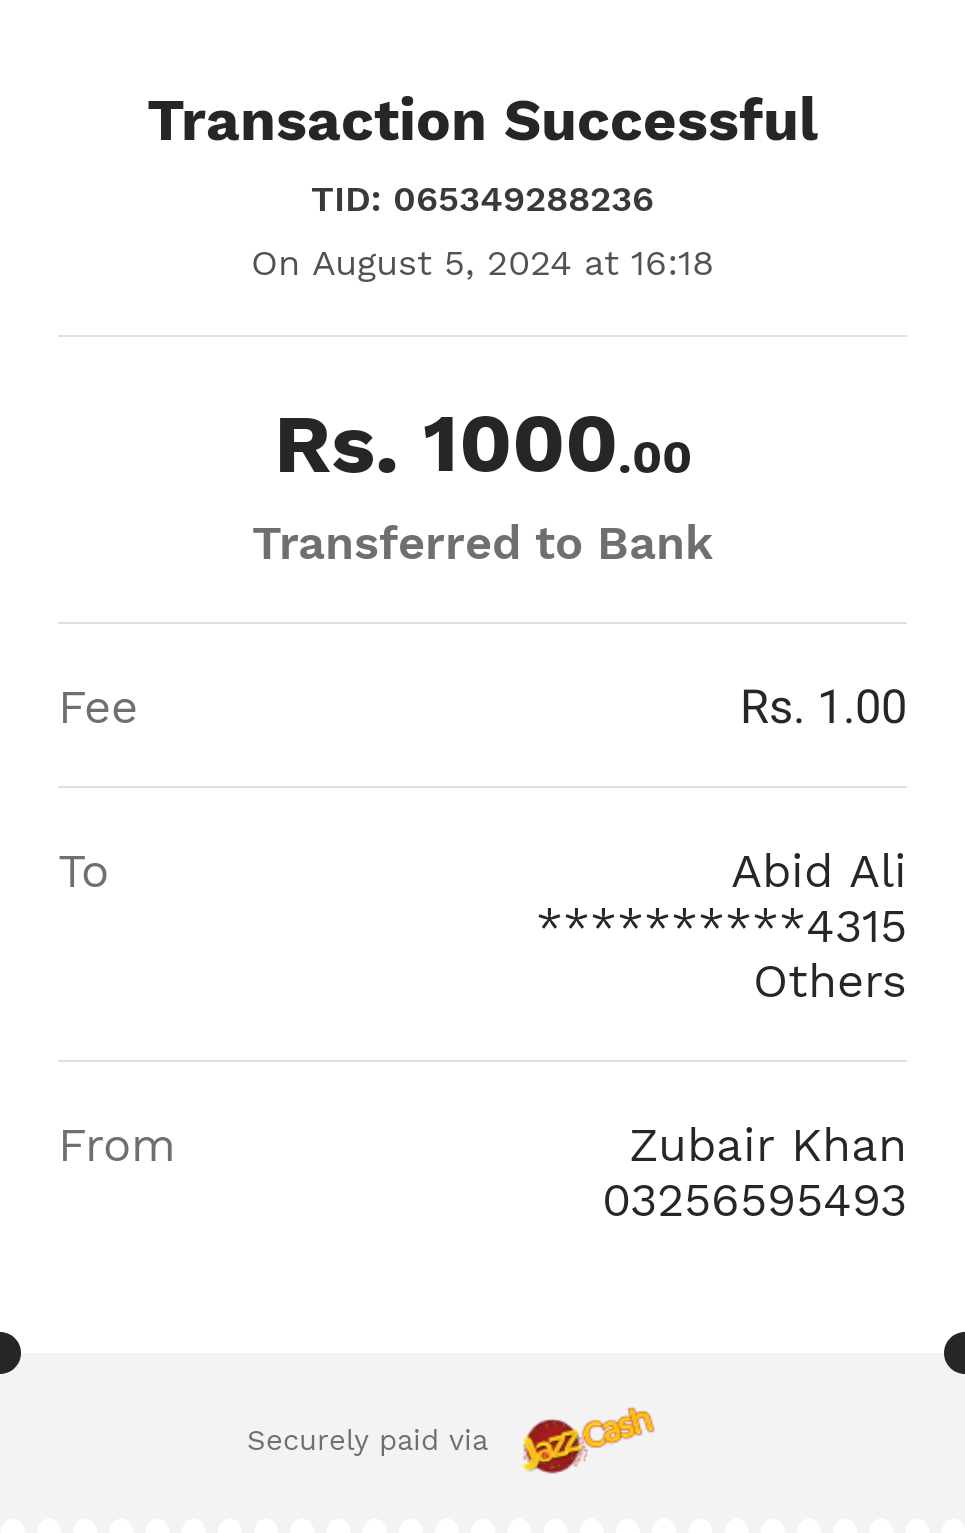 Transaction Successful
TID: 065349288236
On August 5, 2024 at 16:18
Rs. 1000.00
Transferred to Bank
Fee
Rs. 1.00
To
Abid Ali
**********4315
Others
From
Zubair Khan
03256595493
Securely paid via
JazzCash